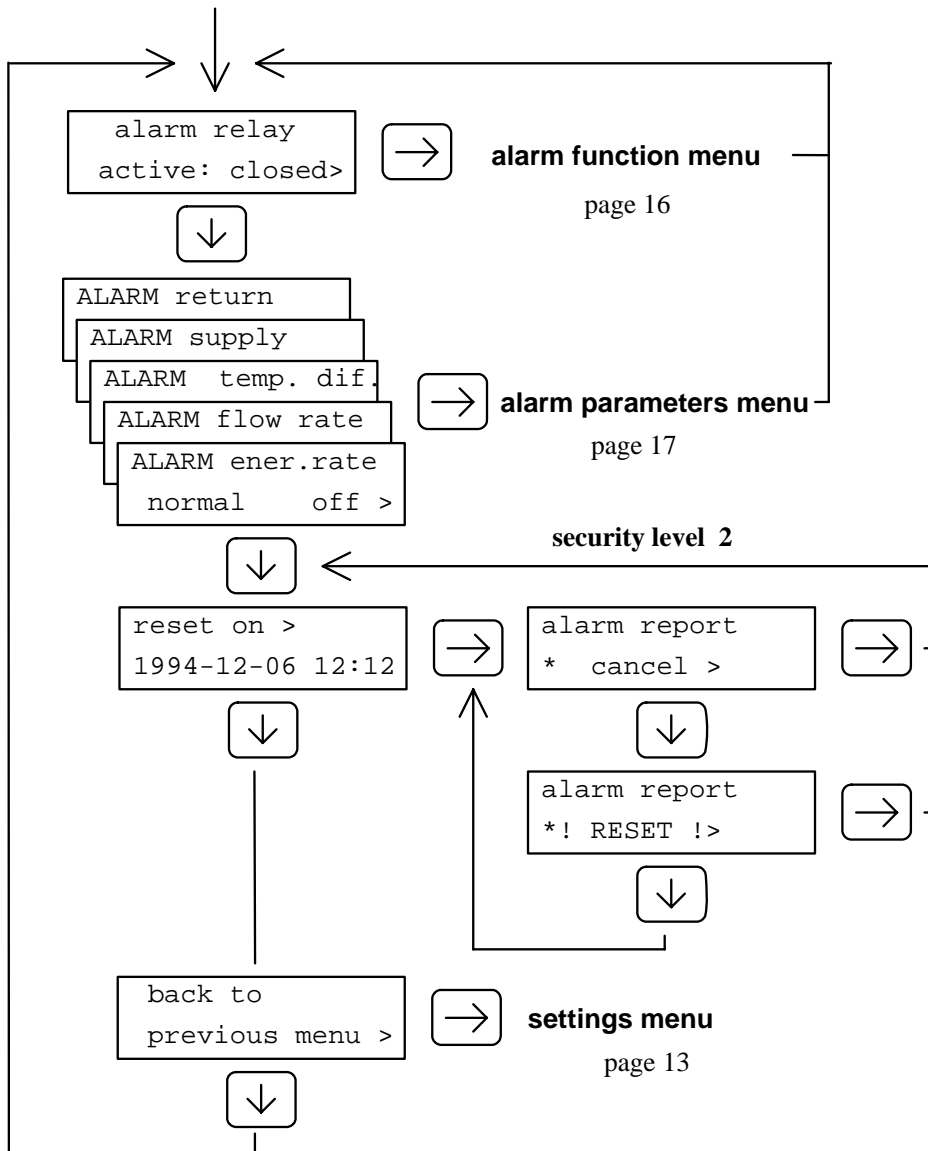 alarm relay
active: closed>
alarm function menu
page 16
ALARM return
ALARM supply
ALARM temp. dif.
ALARM flow rate
ALARM ener.rate
normal off >
alarm parameters menu
page 17
security level 2
reset on >
1994-12-06 12:12
alarm report
* cancel >
alarm report
*! RESET !>
back to
previous menu >
settings menu
page 13